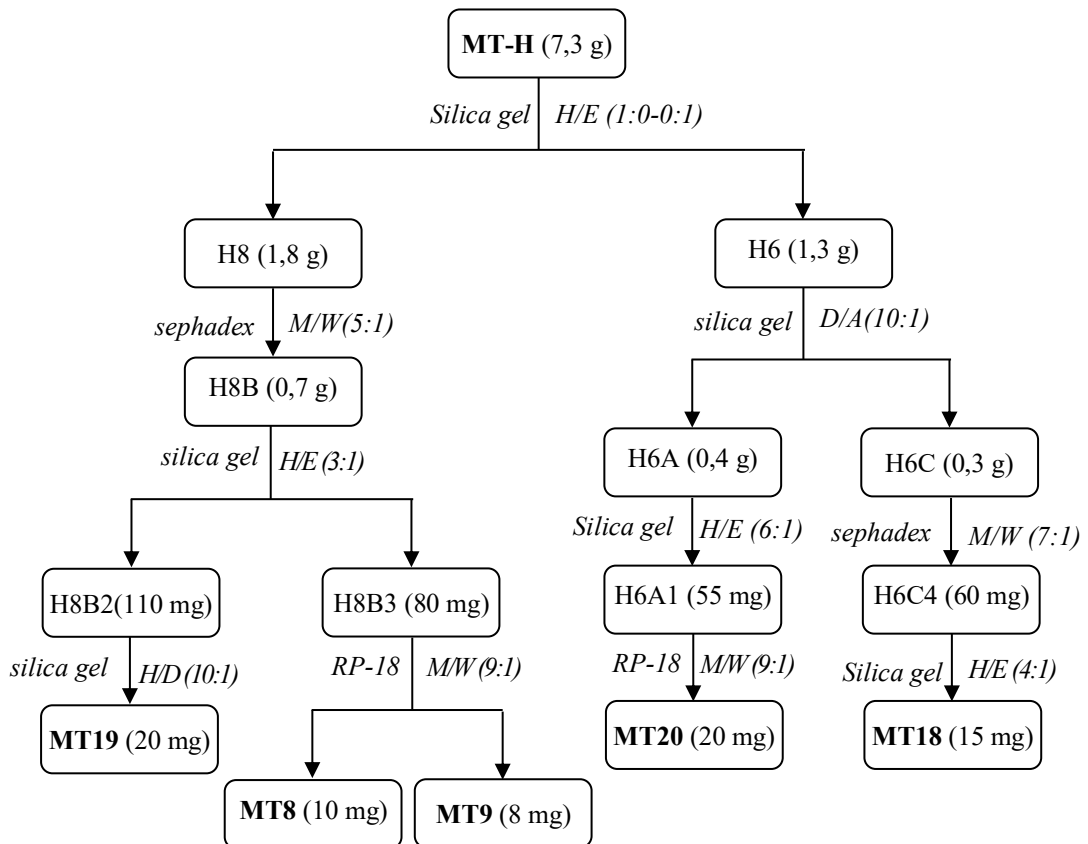 MT-H (7,3 g)
Silica gel H/E (1:0-0:1)
H8 (1,8 g) H6 (1,3 g)
sephadex M/W(5:1) silica gel D/A(10:1)
H8B (0,7 g)
silica gel H/E (3:1) H6A (0,4 g) H6C (0,3 g)
Silica gel H/E (6:1) sephadex M/W (7:1)
H8B2(110 mg) H8B3 (80 mg) H6A1 (55 mg) H6C4 (60 mg)
silica gel H/D(10:1) RP-18 M/W(9:1) RP-18 M/W(9:1) Silica gel H/E (4:1)
MT19 (20 mg) MT20 (20 mg) MT18 (15 mg)
MT8 (10 mg) MT9 (8 mg)